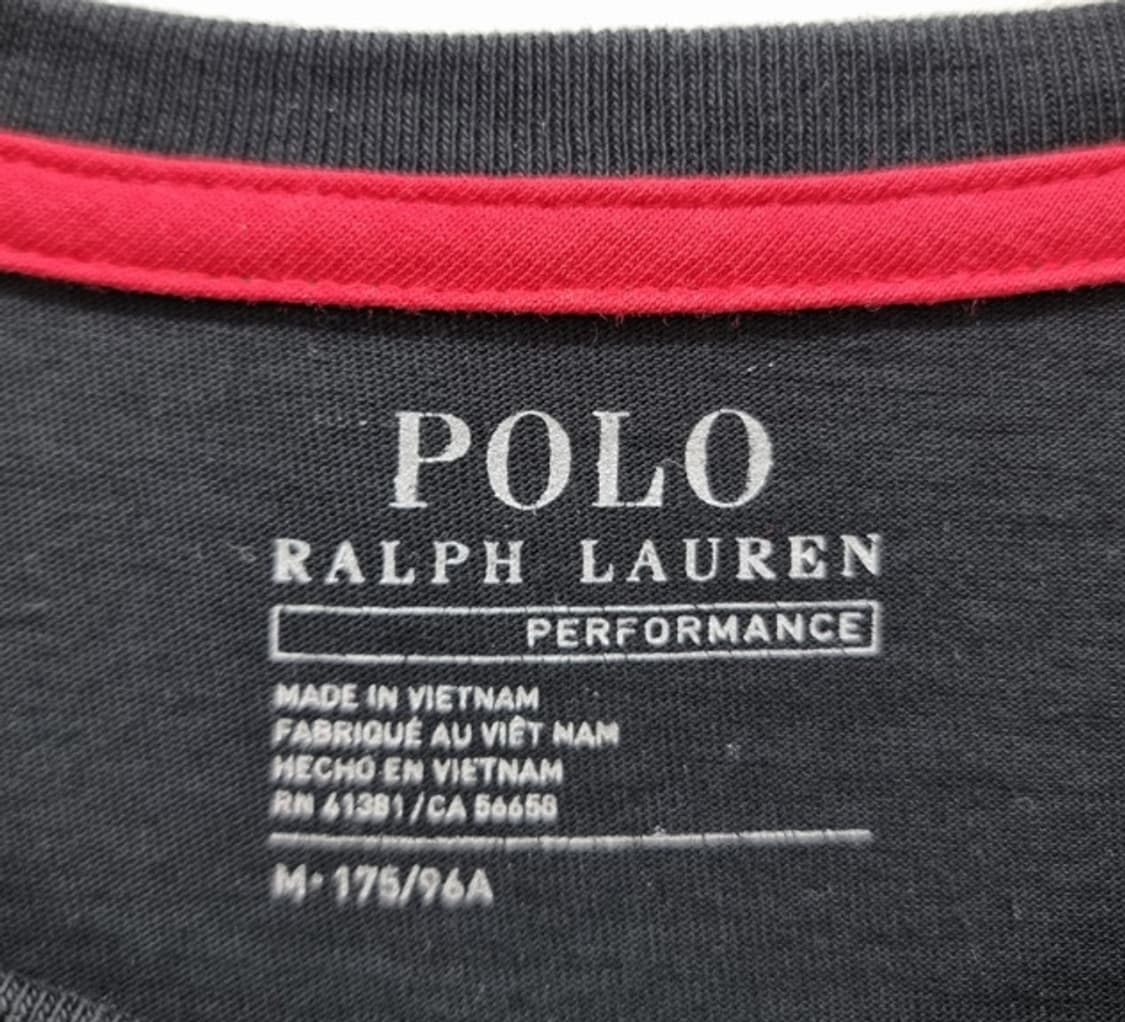 POLO
RALPH LAUREN
PERFORMANCE
MADE IN VIETNAM
FABRIQUÉ AU VIÊT NAM
HECHO EN VIETNAM
RN 41381/CA 56658
M• 175/96A